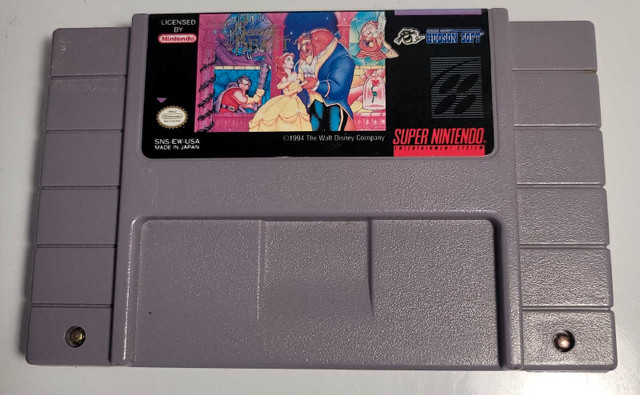 LICENSED
BY
Nintendo
HUDSON SOFT
SNS-EW-USA
MADE IN JAPAN
©1994 The Walt Disney Company
SUPER NINTENDO
ENTERTAINMENT SYSTEM